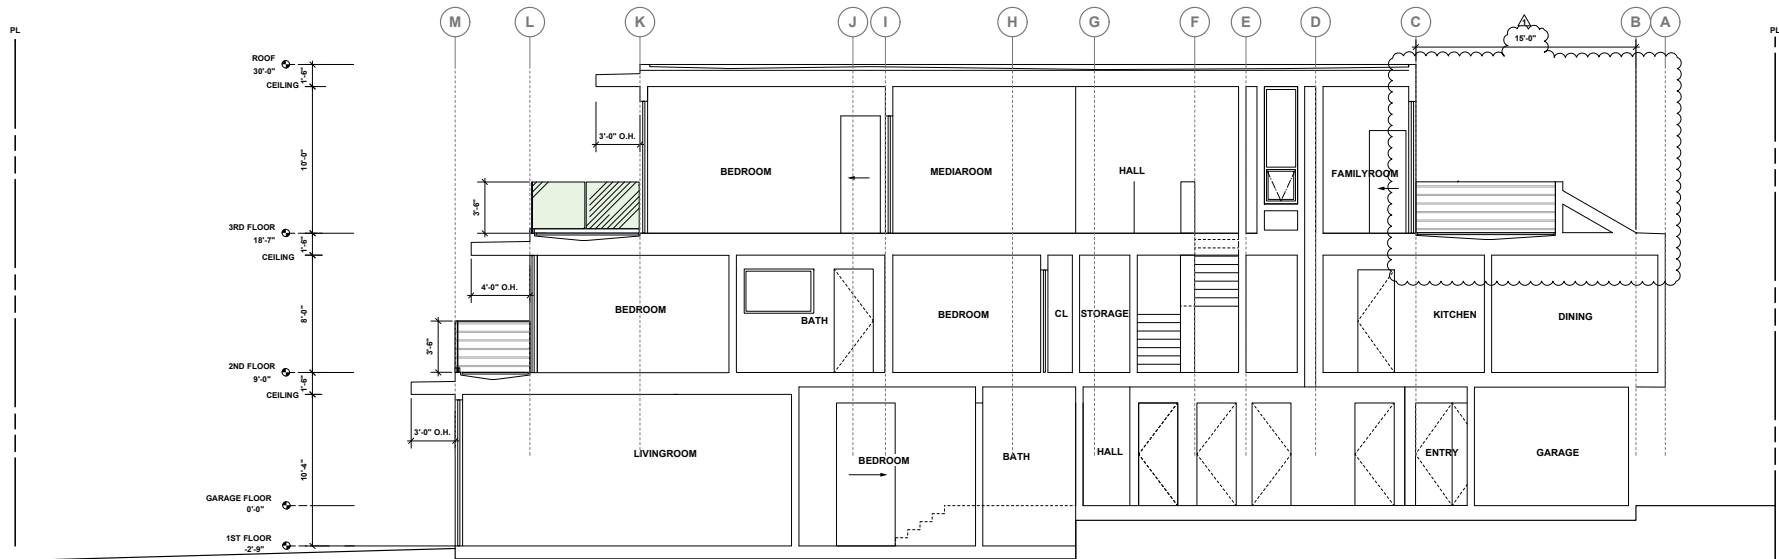 M L K J I H G F E D C B A
PL
PL
1
15'-0"
ROOF
30'-0"
1'-6"
CEILING
3'-0" O.H.
10'-0"
BEDROOM
MEDIAROOM
HALL
FAMILYROOM
3'-6"
3RD FLOOR
18'-7"
1'-6"
CEILING
4'-0" O.H.
8'-0"
BEDROOM
BATH
BEDROOM
CL
STORAGE
KITCHEN
DINING
3'-6"
2ND FLOOR
9'-0"
1'-6"
CEILING
3'-0" O.H.
10'-4"
LIVINGROOM
BEDROOM
BATH
HALL
ENTRY
GARAGE
GARAGE FLOOR
0'-0"
1ST FLOOR
-2'-9"